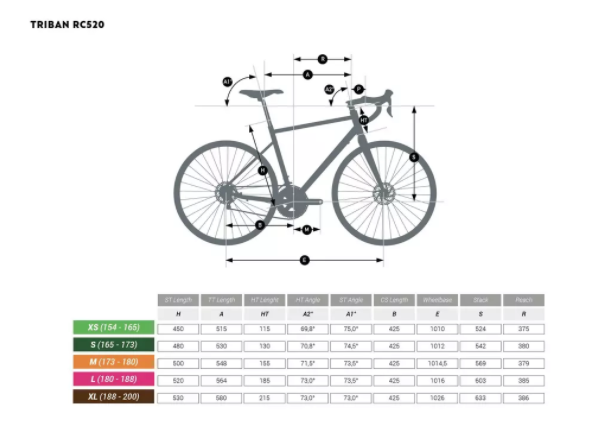 TRIBAN RC520
R
A
A1°
A2°
P
HT
H
S
B
M
E
ST Length TT Length HT Lenght HT Angle ST Angle CS Length Wheelbase Stack Reach
H A HT A2° A1° B E S R
XS (154 - 165) 450 515 115 69,8° 75,0° 425 1010 524 375
S (165 - 173) 480 530 130 70,8° 74,5° 425 1012 542 380
M (173 - 180) 500 548 155 71,5° 73,5° 425 1014,5 569 379
L (180 - 188) 520 564 185 73,0° 73,5° 425 1016 603 385
XL (188 - 200) 530 580 215 73,0° 73,0° 425 1026 633 386